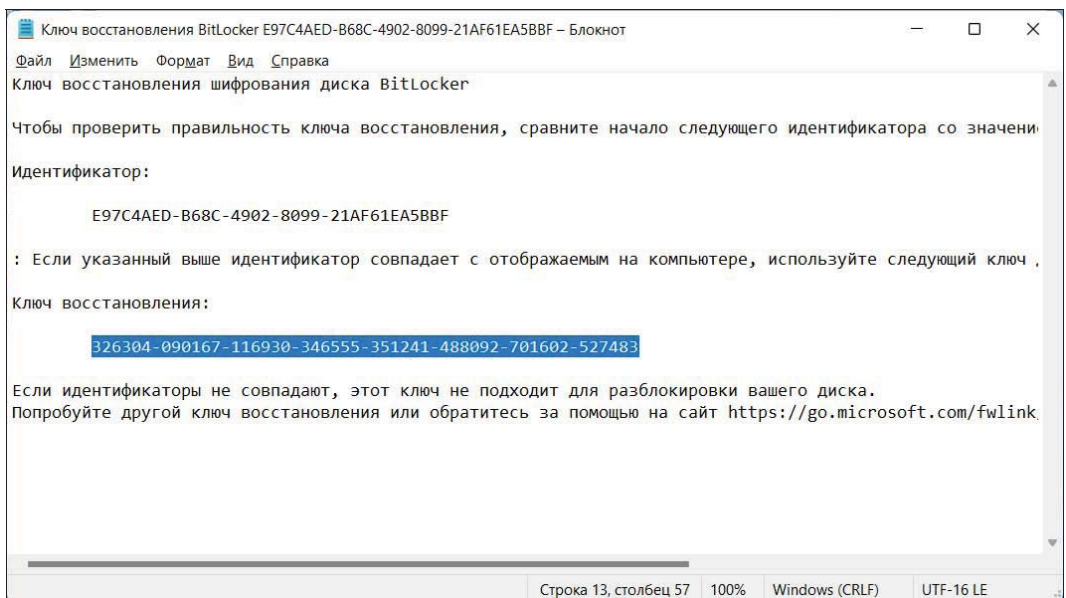 Ключ восстановления BitLocker E97C4AED-B68C-4902-8099-21AF61EA5BBF – Блокнот
Файл Изменить Формат Вид Справка
Ключ восстановления шифрования диска BitLocker
Чтобы проверить правильность ключа восстановления, сравните начало следующего идентификатора со
Идентификатор:
E97C4AED-B68C-4902-8099-21AF61EA5BBF
: Если указанный выше идентификатор совпадает с отображаемым на компьютере, используйте следующий ключ
Ключ восстановления:
326304-090167-116930-346555-351241-488092-701602-527483
Если идентификаторы не совпадают, этот ключ не подходит для разблокировки вашего диска.
Попробуйте другой ключ восстановления или обратитесь за помощью на сайт https://go.microsoft.com/fwlink
Строка 13, столбец 57 100% Windows (CRLF) UTF-16 LE